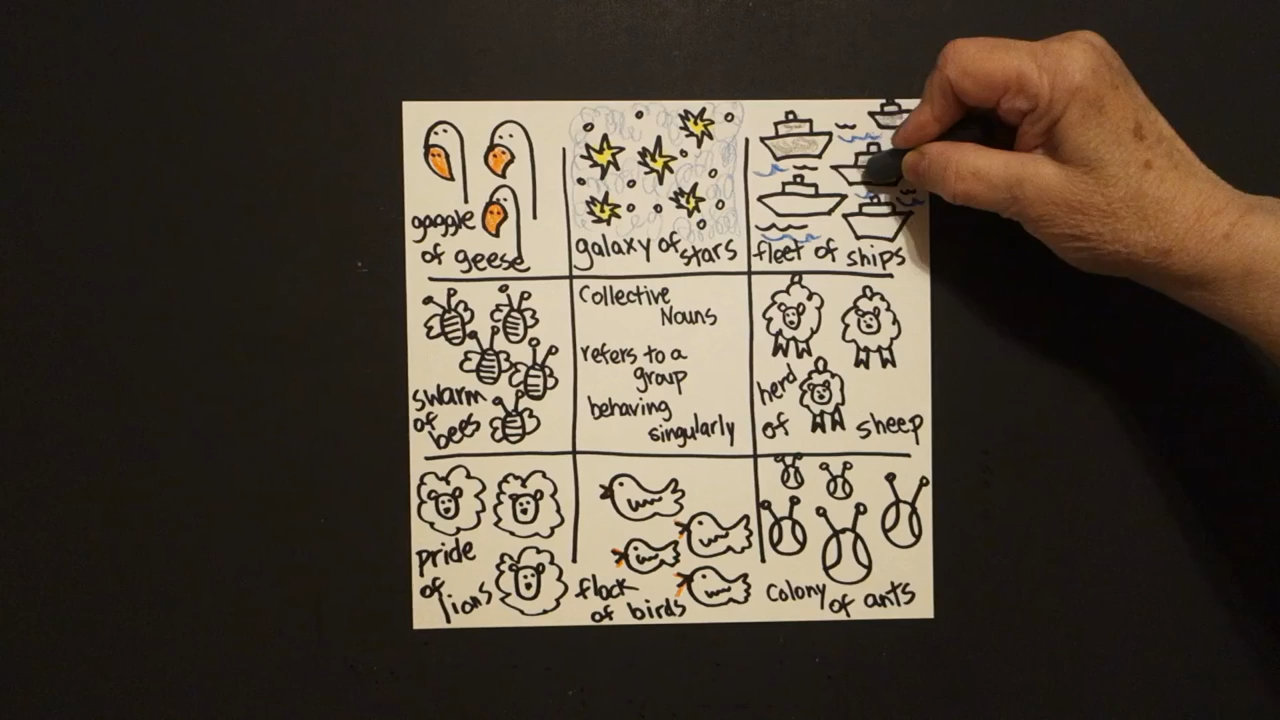 gaggle
of geese
galaxy of stars
fleet of ships
swarm
of
bees
Collective
Nouns
refers to a
group
behaving
singularly
herd
of sheep
pride
of
lions
flock
of birds
colony of ants